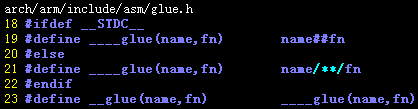 arch/arm/include/asm/glue.h
18 #ifdef __STDC__
19 #define ____glue(name,fn) name##fn
20 #else
21 #define ____glue(name,fn) name/**/fn
22 #endif
23 #define __glue(name,fn) ____glue(name,fn)